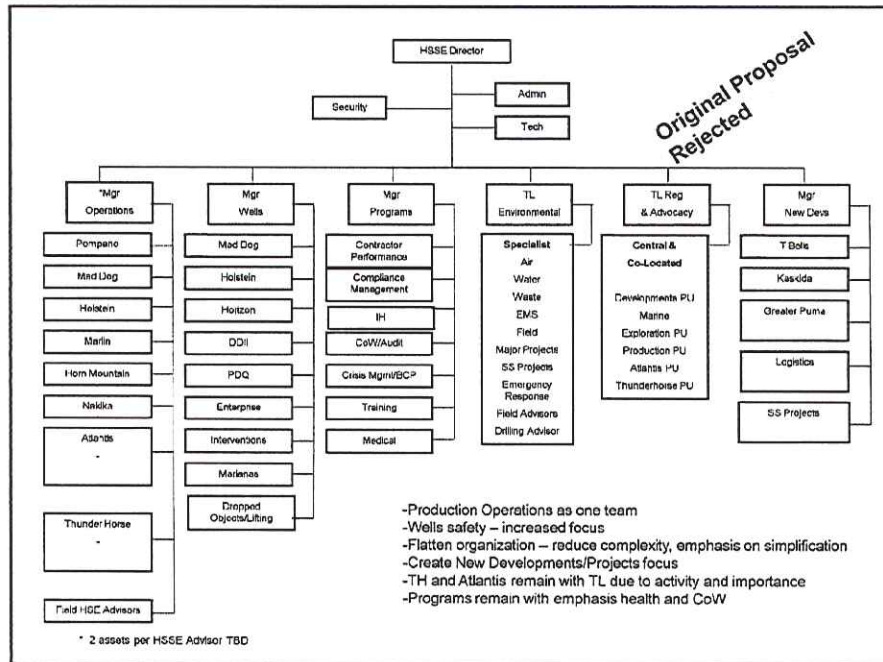 HSSE Director
Original Proposal
Rejected
Admin
Security
Tech
*Mgr
Operations
Pompano
Mad Dog
Holstein
Marlin
Horn Mountain
Nakika
Atlantis
-
Thunder Horse
-
Field HSE Advisors
Mgr
Wells
Mad Dog
Holstein
Horizon
DDII
PDQ
Enterprise
Interventions
Marianas
Dropped
Objects/Lifting
Mgr
Programs
Contractor
Performance
Compliance
Management
IH
CoW/Audit
Crisis Mgmt/BCP
Training
Medical
TL
Environmental
Specialist
Air
Water
Waste
EMS
Field
Major Projects
SS Projects
Emergency
Response
Field Advisors
Drilling Advisor
TL Reg
& Advocacy
Central &
Co-Located
Developments PU
Marine
Exploration PU
Production PU
Atlantis PU
Thunderhorse PU
Mgr
New Devs
T Bolls
Kaskida
Greater Puma
Logistics
SS Projects
-Production Operations as one team
-Wells safety – increased focus
-Flatten organization – reduce complexity, emphasis on simplification
-Create New Developments/Projects focus
-TH and Atlantis remain with TL due to activity and importance
-Programs remain with emphasis health and CoW
* 2 assets per HSSE Advisor TBD